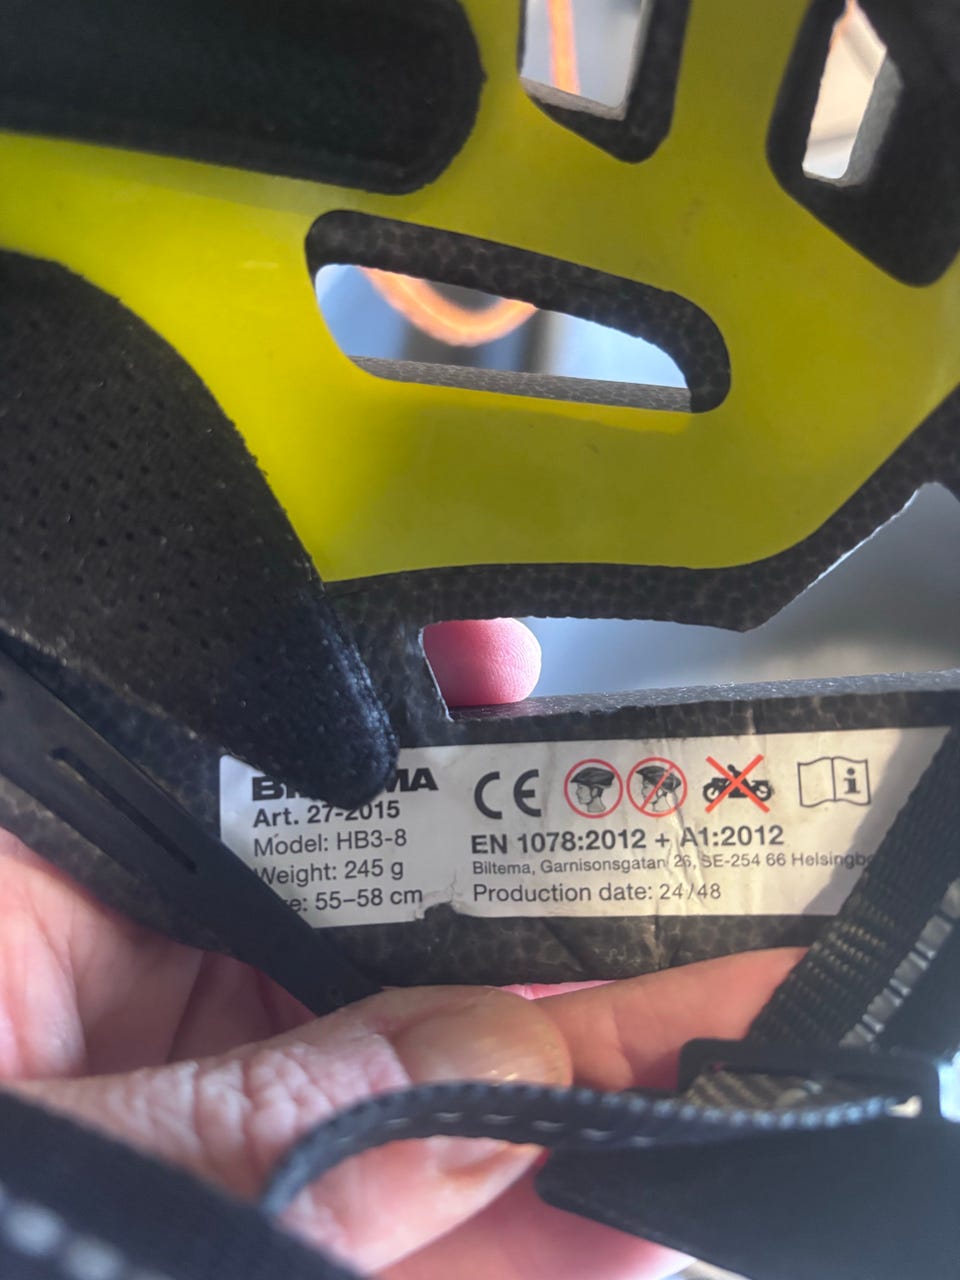 BILTEMA
Art. 27-2015
Model: HB3-8
Weight: 245 g
55–58 cm
CE
i
EN 1078:2012 + A1:2012
Biltema, Garnisonsgatan 26, SE-254 66
Production date: 24/48